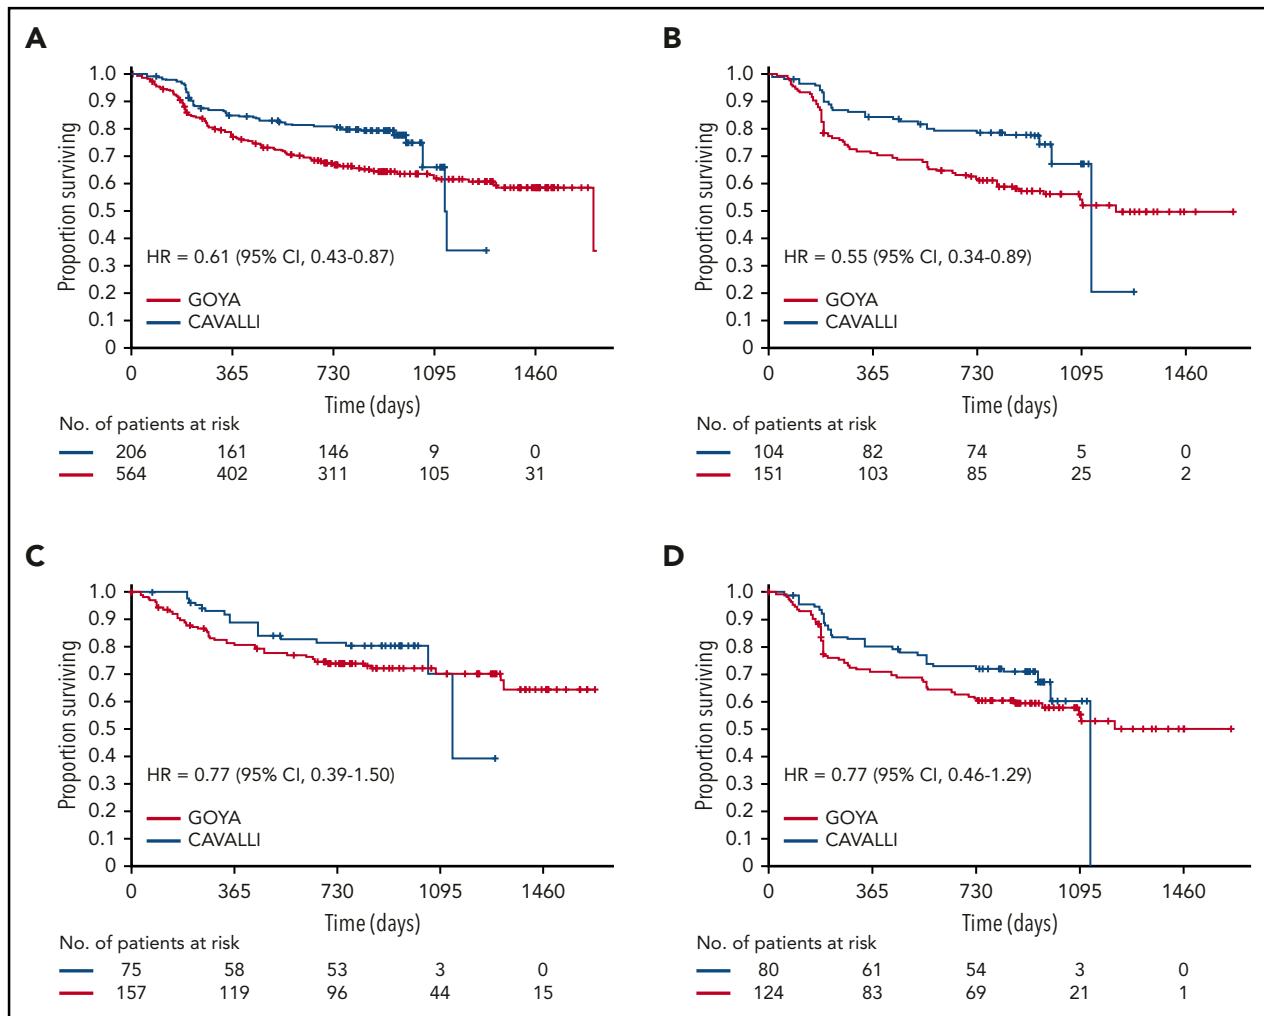 A
Proportion surviving
1.0
0.9
0.8
0.7
0.6
0.5
0.4
0.3
0.2
0.1
0
HR = 0.61 (95% CI, 0.43-0.87)
GOYA
CAVALLI
0 365 730 1095 1460
Time (days)
No. of patients at risk
206 161 146 9 0
564 402 311 105 31
B
Proportion surviving
1.0
0.9
0.8
0.7
0.6
0.5
0.4
0.3
0.2
0.1
0
HR = 0.55 (95% CI, 0.34-0.89)
GOYA
CAVALLI
0 365 730 1095 1460
Time (days)
No. of patients at risk
104 82 74 5 0
151 103 85 25 2
C
Proportion surviving
1.0
0.9
0.8
0.7
0.6
0.5
0.4
0.3
0.2
0.1
0
HR = 0.77 (95% CI, 0.39-1.50)
GOYA
CAVALLI
0 365 730 1095 1460
Time (days)
No. of patients at risk
75 58 53 3 0
157 119 96 44 15
D
Proportion surviving
1.0
0.9
0.8
0.7
0.6
0.5
0.4
0.3
0.2
0.1
0
HR = 0.77 (95% CI, 0.46-1.29)
GOYA
CAVALLI
0 365 730 1095 1460
Time (days)
No. of patients at risk
80 61 54 3 0
124 83 69 21 1